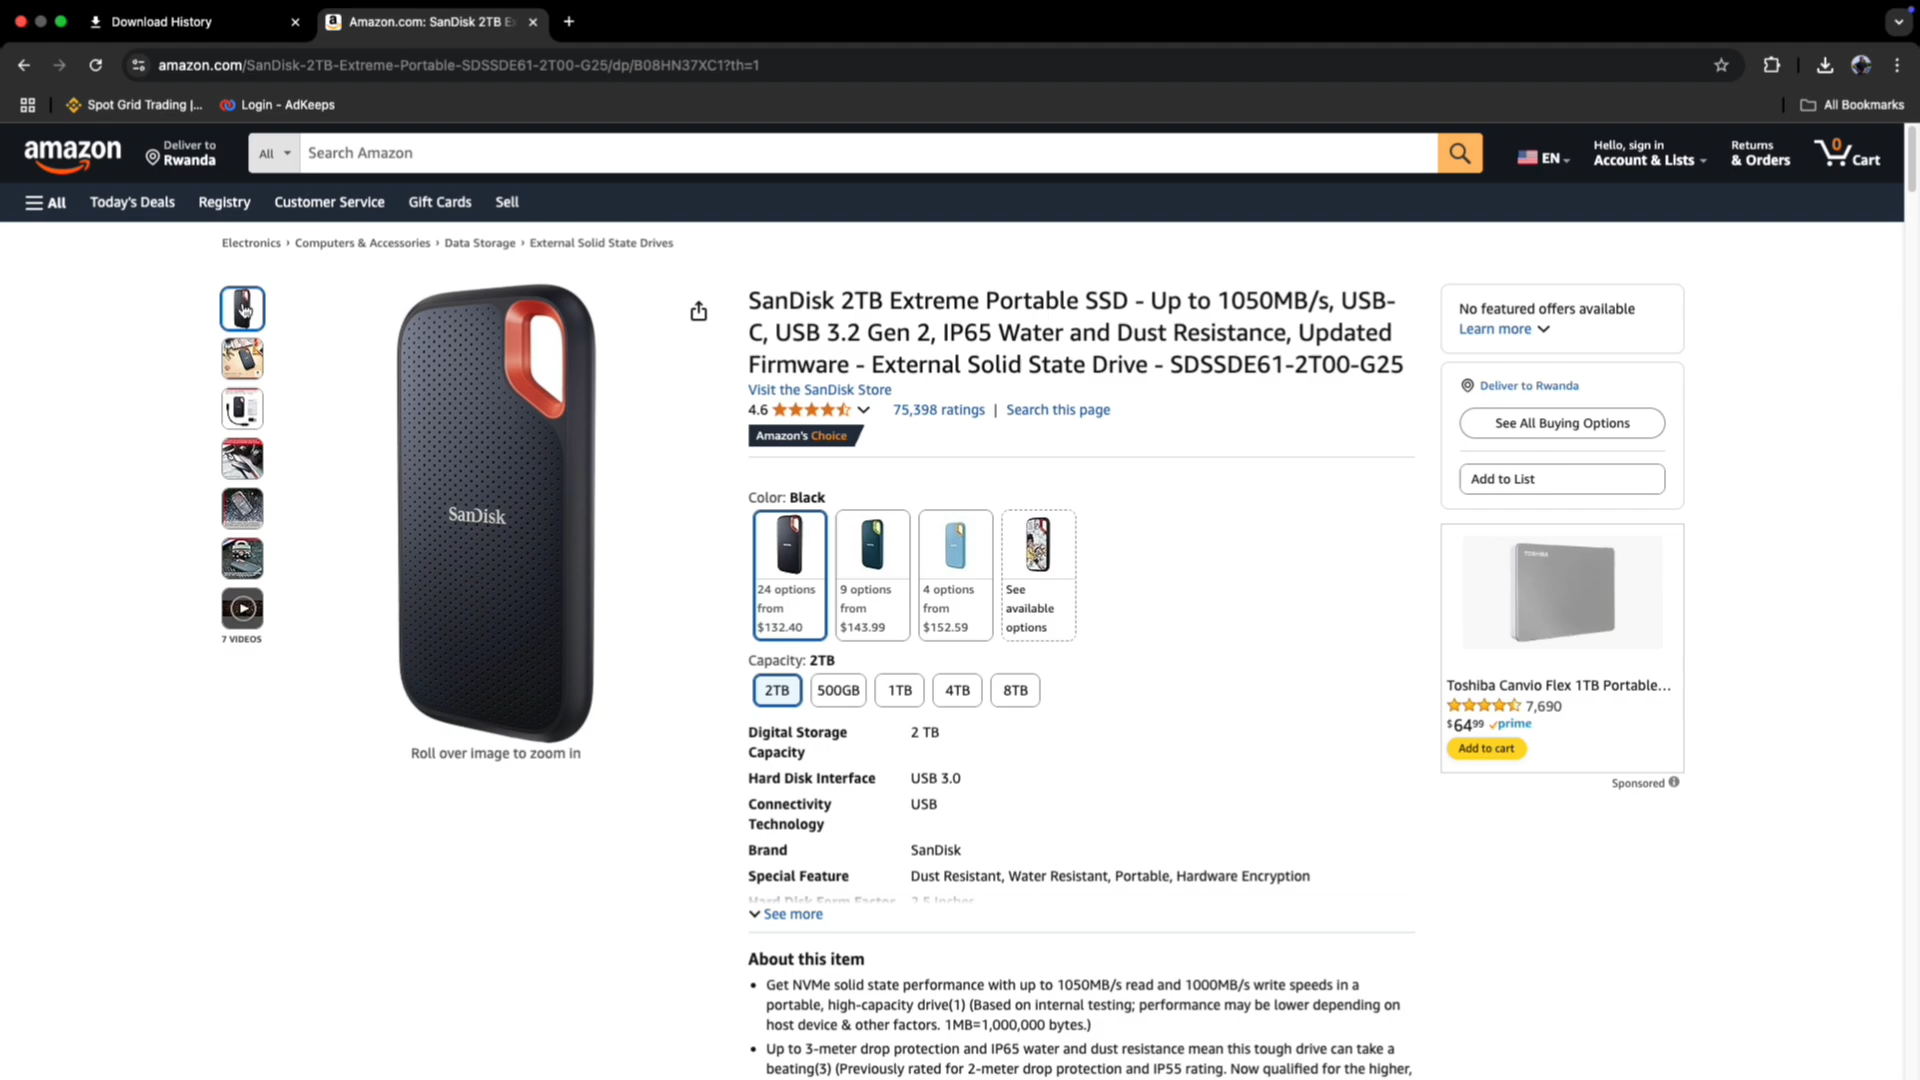 Download History
Amazon.com: SanDisk 2TB E
amazon.com/SanDisk-2TB-Extreme-Portable-SDSSDE61-2T00-G25/dp/B08HN37XC1?th=1
Spot Grid Trading |...
Login - AdKeeps
All Bookmarks
amazon
Deliver to
Rwanda
All
Search Amazon
EN
Hello, sign in
Account & Lists
Returns
& Orders
0
Cart
All
Today's Deals
Registry
Customer Service
Gift Cards
Sell
Electronics › Computers & Accessories › Data Storage › External Solid State Drives
7 VIDEOS
SanDisk
Roll over image to zoom in
SanDisk 2TB Extreme Portable SSD - Up to 1050MB/s, USB-
C, USB 3.2 Gen 2, IP65 Water and Dust Resistance, Updated
Firmware - External Solid State Drive - SDSSDE61-2T00-G25
Visit the SanDisk Store
4.6
75,398 ratings | Search this page
Amazon's Choice
Color: Black
24 options
from
$132.40
9 options
from
$143.99
4 options
from
$152.59
See
available
options
Capacity: 2TB
2TB
500GB
1TB
4TB
8TB
Digital Storage
Capacity
2 TB
Hard Disk Interface
USB 3.0
Connectivity
Technology
USB
Brand
SanDisk
Special Feature
Dust Resistant, Water Resistant, Portable, Hardware Encryption
Hard Disk Form Factor
2.5 Inches
See more
About this item
• Get NVMe solid state performance with up to 1050MB/s read and 1000MB/s write speeds in a
portable, high-capacity drive(1) (Based on internal testing; performance may be lower depending on
host device & other factors. 1MB=1,000,000 bytes.)
• Up to 3-meter drop protection and IP65 water and dust resistance mean this tough drive can take a
beating(3) (Previously rated for 2-meter drop protection and IP55 rating. Now qualified for the higher,
No featured offers available
Learn more
Deliver to Rwanda
See All Buying Options
Add to List
TOSHIBA
Toshiba Canvio Flex 1TB Portable...
7,690
$64.99 prime
Add to cart
Sponsored